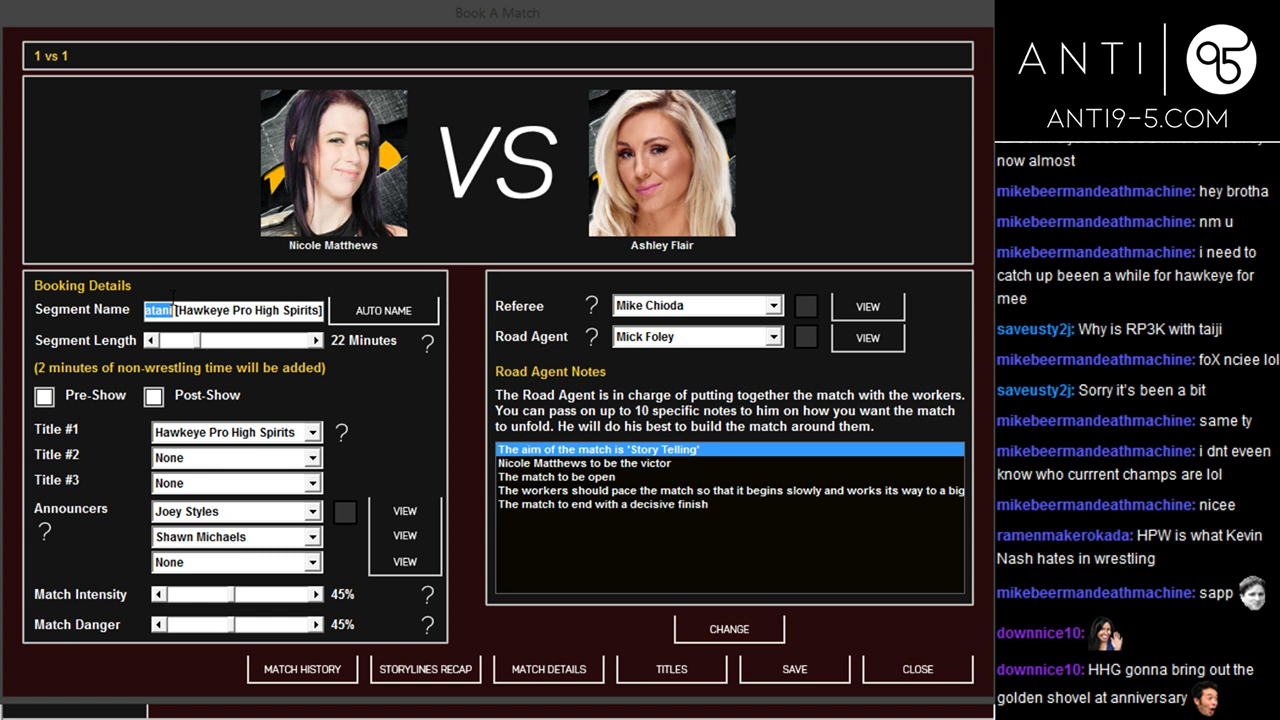 Book A Match
1 vs 1
VS
Nicole Matthews
Ashley Flair
Booking Details
Segment Name
atani [Hawkeye Pro High Spirits]
AUTO NAME
Segment Length
22 Minutes
?
(2 minutes of non-wrestling time will be added)
Pre-Show
Post-Show
Title #1
Hawkeye Pro High Spirits
?
Title #2
None
Title #3
None
Announcers
?
Joey Styles
VIEW
Shawn Michaels
VIEW
None
VIEW
Match Intensity
45%
?
Match Danger
45%
?
Referee
?
Mike Chioda
VIEW
Road Agent
?
Mick Foley
VIEW
Road Agent Notes
The Road Agent is in charge of putting together the match with the workers.
You can pass on up to 10 specific notes to him on how you want the match
to unfold. He will do his best to build the match around them.
The aim of the match is 'Story Telling'
Nicole Matthews to be the victor
The match to be open
The workers should pace the match so that it begins slowly and works its way to a big
The match to end with a decisive finish
CHANGE
MATCH HISTORY
STORYLINES RECAP
MATCH DETAILS
TITLES
SAVE
CLOSE
ANTI
95
ANTI9-5.COM
now almost
mikebeermandeathmachine: hey brotha
mikebeermandeathmachine: nm u
mikebeermandeathmachine: i need to
catch up beeen a while for hawkeye for
mee
saveusty2j: Why is RP3K with taiji
mikebeermandeathmachine: foX nciee lol
saveusty2j: Sorry it's been a bit
mikebeermandeathmachine: same ty
mikebeermandeathmachine: i dnt eveen
know who currrent champs are lol
mikebeermandeathmachine: nicee
ramenmakerokada: HPW is what Kevin
Nash hates in wrestling
mikebeermandeathmachine: sapp
downnice10:
downnice10: HHG gonna bring out the
golden shovel at anniversary